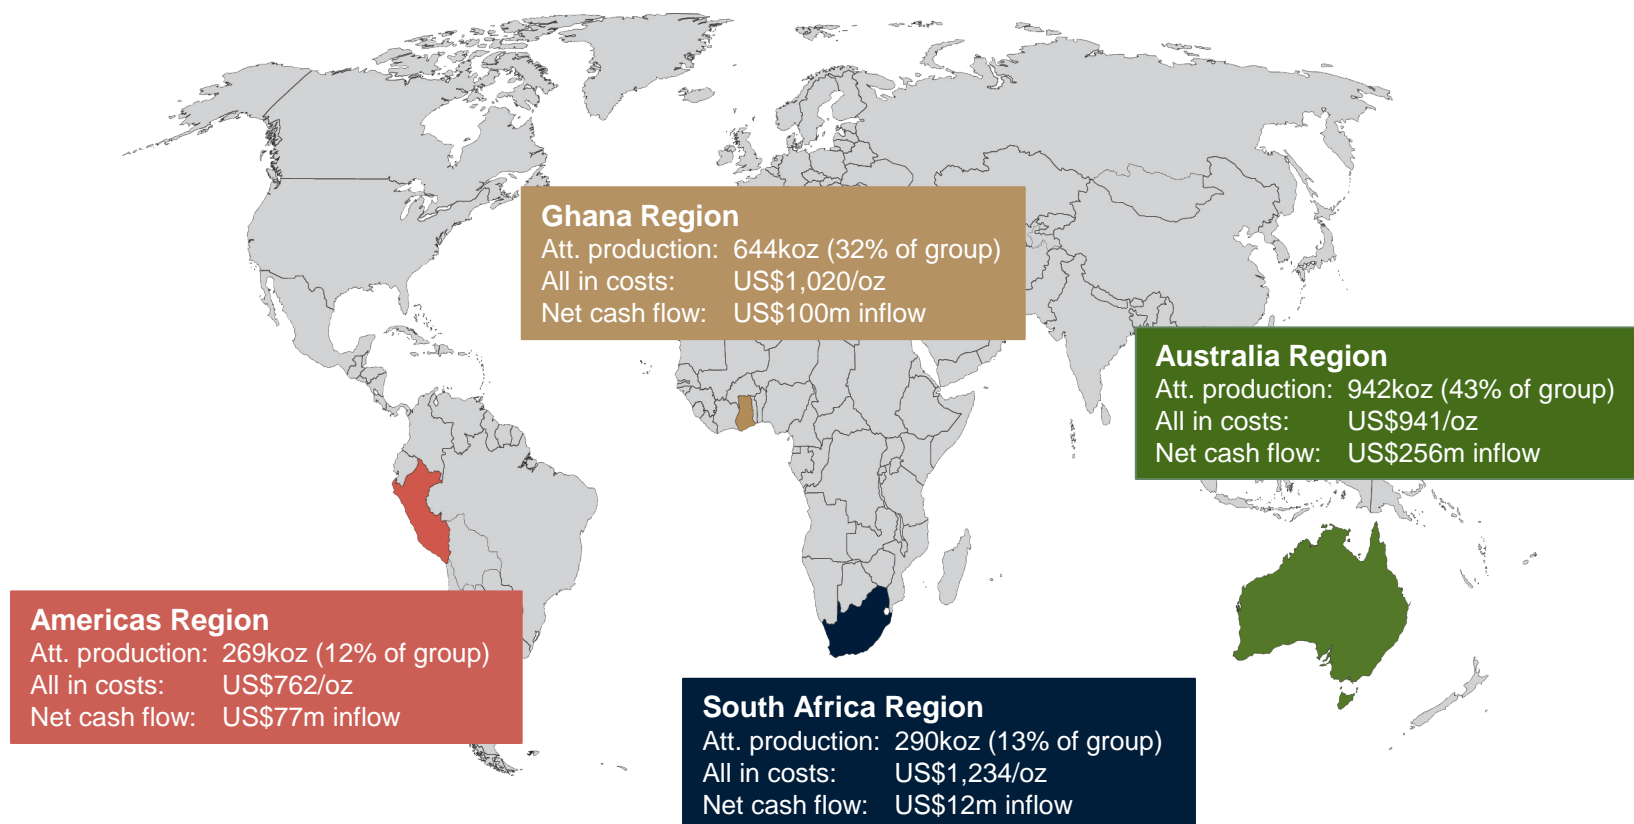 Ghana Region
Att. production: 644koz (32% of group)
All in costs: US$1,020/oz
Net cash flow: US$100m inflow
Australia Region
Att. production: 942koz (43% of group)
All in costs: US$941/oz
Net cash flow: US$256m inflow
Americas Region
Att. production: 269koz (12% of group)
All in costs: US$762/oz
Net cash flow: US$77m inflow
South Africa Region
Att. production: 290koz (13% of group)
All in costs: US$1,234/oz
Net cash flow: US$12m inflow